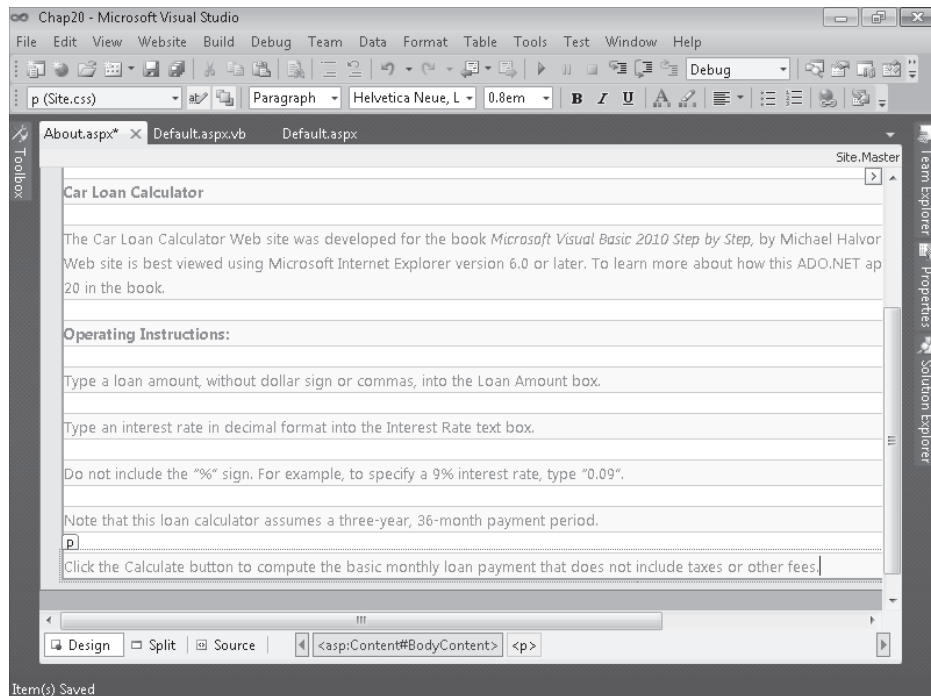 Chap20 - Microsoft Visual Studio
File Edit View Website Build Debug Team Data Format Table Tools Test Window Help
Debug
p (Site.css) Paragraph Helvetica Neue, L 0.8em B I U A
About.aspx* Default.aspx.vb Default.aspx
Toolbox
Site.Master
Car Loan Calculator
The Car Loan Calculator Web site was developed for the book Microsoft Visual Basic 2010 Step by Step, by Michael Halvor
Web site is best viewed using Microsoft Internet Explorer version 6.0 or later. To learn more about how this ADO.NET ap
20 in the book.
Operating Instructions:
Type a loan amount, without dollar sign or commas, into the Loan Amount box.
Type an interest rate in decimal format into the Interest Rate text box.
Do not include the "%" sign. For example, to specify a 9% interest rate, type "0.09".
Note that this loan calculator assumes a three-year, 36-month payment period.
p
Click the Calculate button to compute the basic monthly loan payment that does not include taxes or other fees.
Team Explorer
Properties
Solution Explorer
Design Split Source <asp:Content#BodyContent> <p>
Item(s) Saved